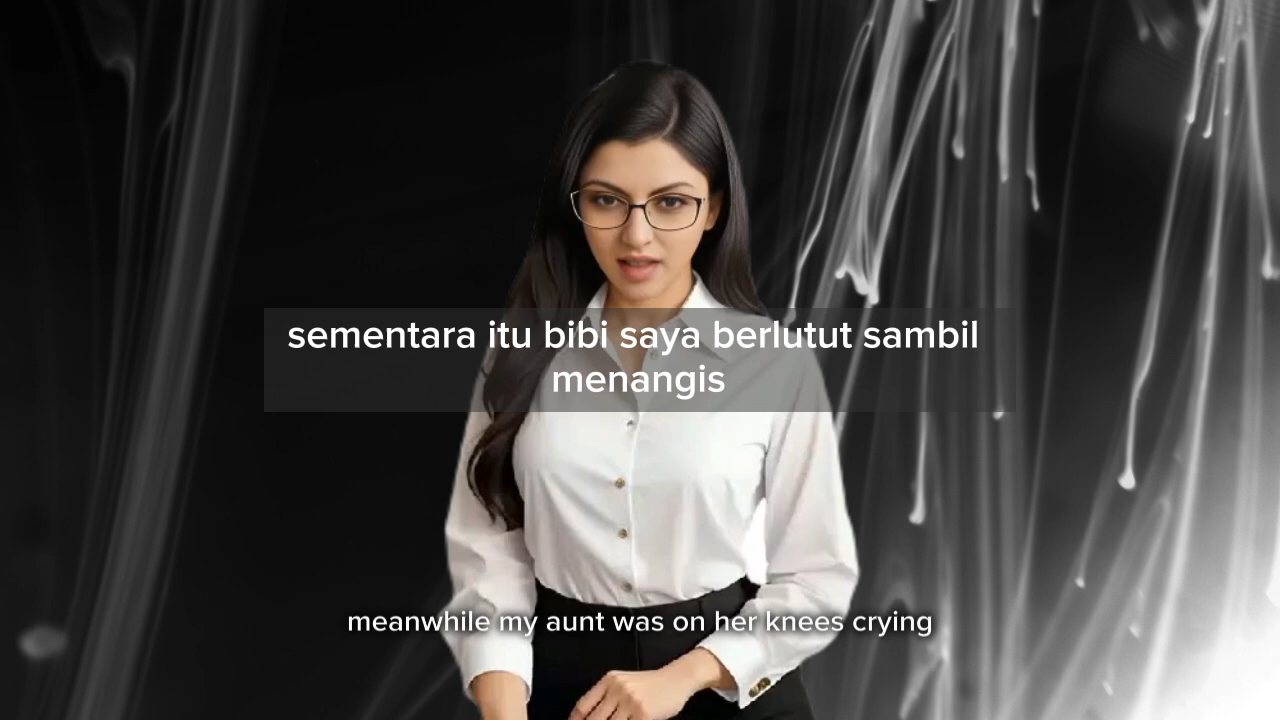 sementara itu bibi saya berlutut sambil
menangis
meanwhile my aunt was on her knees crying